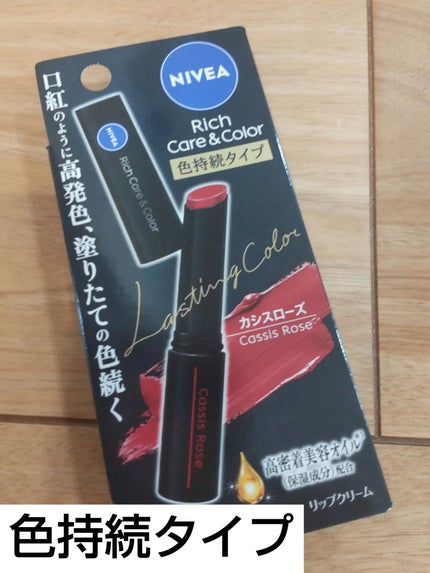 NIVEA
Rich
Care & Color
色持続タイプ
口紅のように高発色、塗りたての色続く
NIVEA
Rich Care & Color
Lasting Color
カシスローズ
Cassis Rose
Cassis Rose
高密着美容オイル
(保湿成分)配合
リップクリーム
色持続タイプ